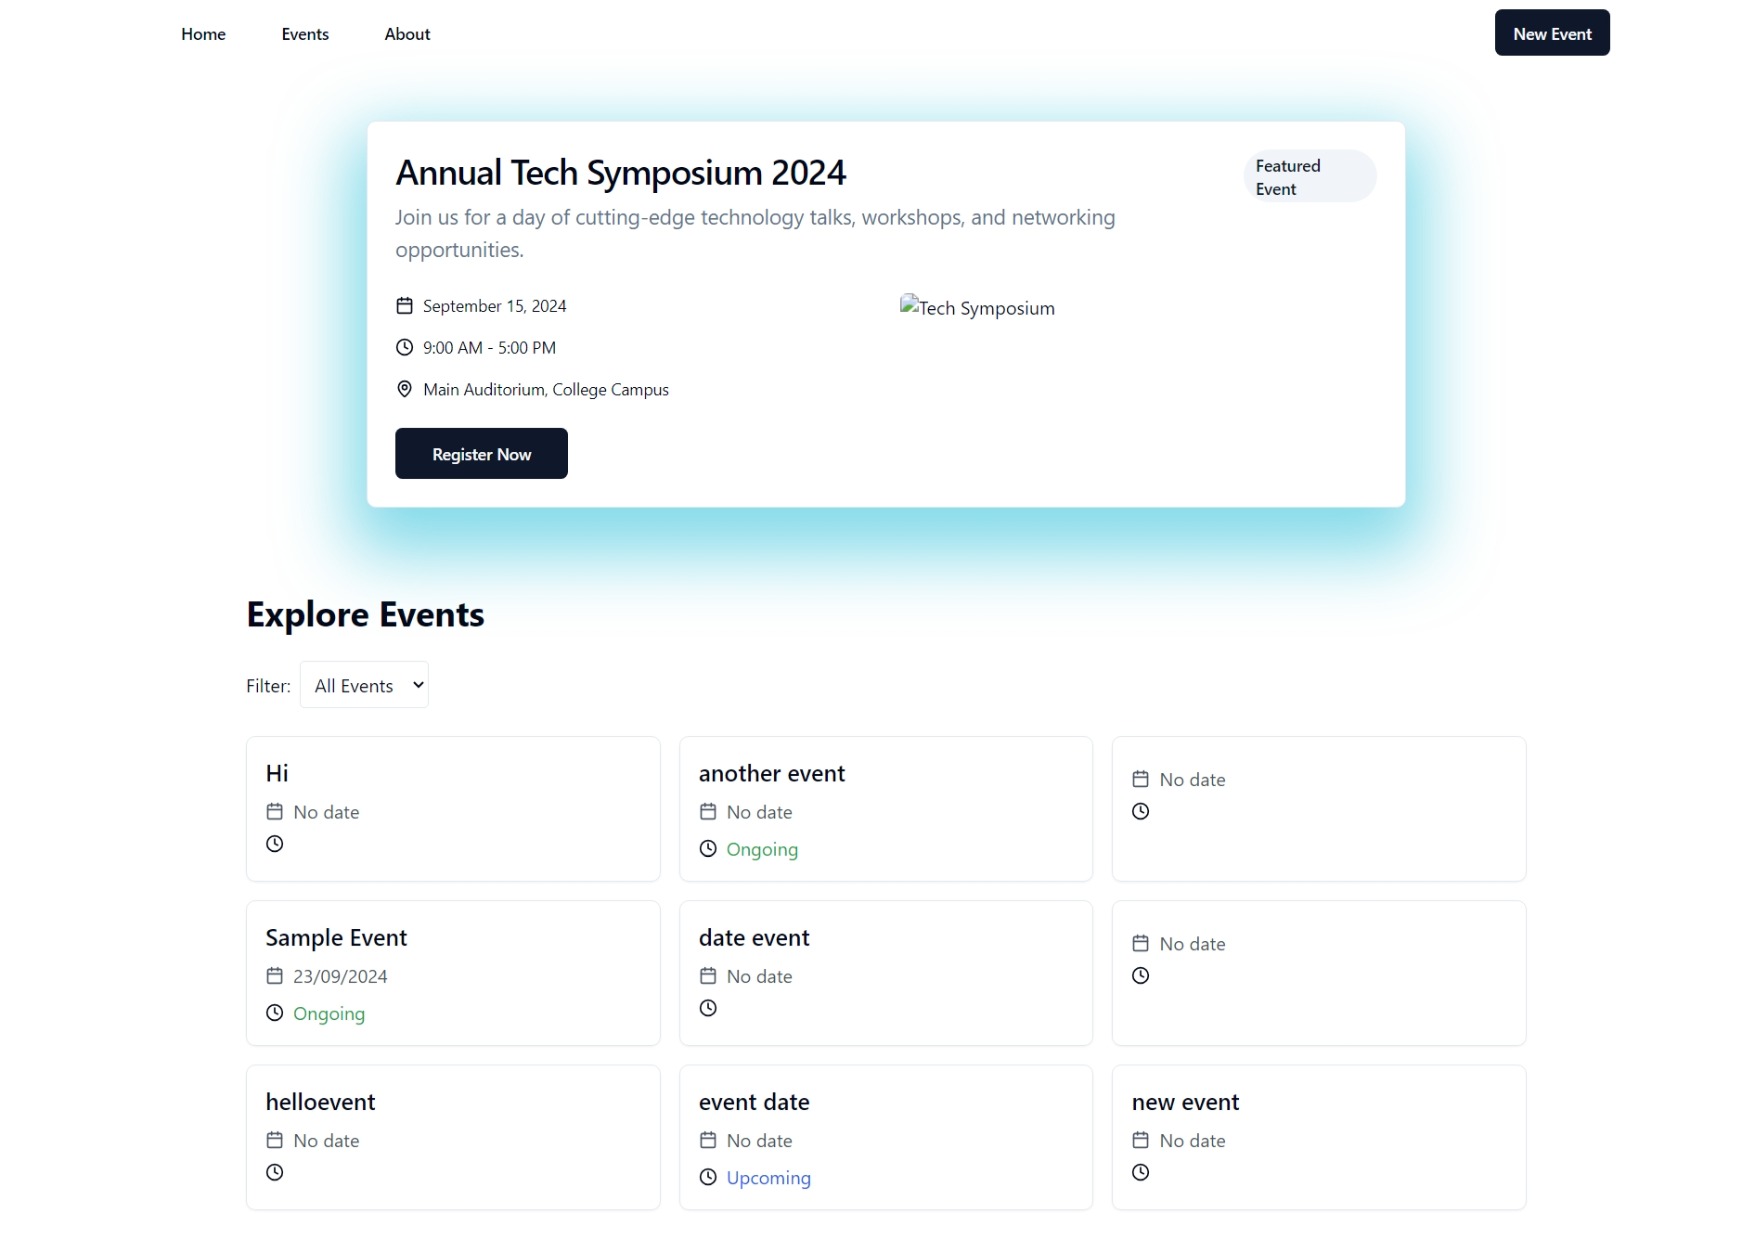 Home Events About New Event
Annual Tech Symposium 2024
Featured
Event
Join us for a day of cutting-edge technology talks, workshops, and networking
opportunities.
September 15, 2024
Tech Symposium
9:00 AM - 5:00 PM
Main Auditorium, College Campus
Register Now
Explore Events
Filter: All Events
Hi
No date
another event
No date
Ongoing
No date
Sample Event
23/09/2024
Ongoing
date event
No date
No date
helloevent
No date
event date
No date
Upcoming
new event
No date